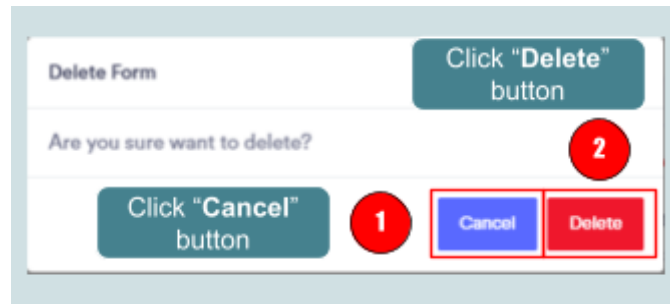 Delete Form
Click “Delete”
button
Are you sure want to delete?
2
Click “Cancel”
button
1
Cancel
Delete